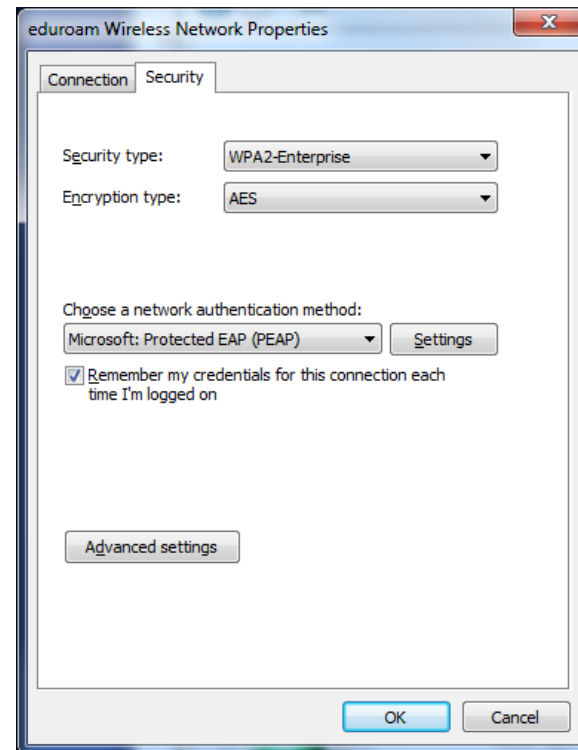 eduroam Wireless Network Properties
Connection Security
Security type: WPA2-Enterprise
Encryption type: AES
Choose a network authentication method:
Microsoft: Protected EAP (PEAP) Settings
Remember my credentials for this connection each
time I'm logged on
Advanced settings
OK Cancel